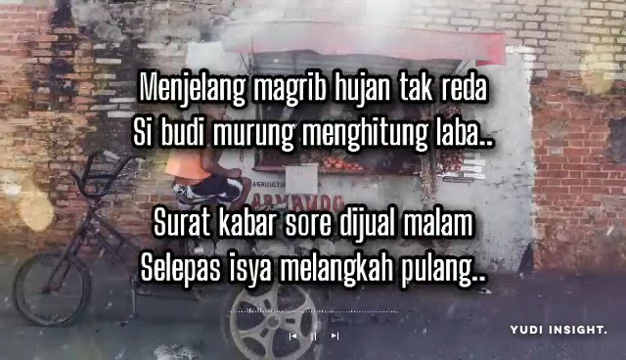 Menjelang magrib hujan tak reda
Si budi murung menghitung laba..
AGRICULTU
Surat kabar sore dijual malam
Selepas isya melangkah pulang..
YUDI INSIGHT.